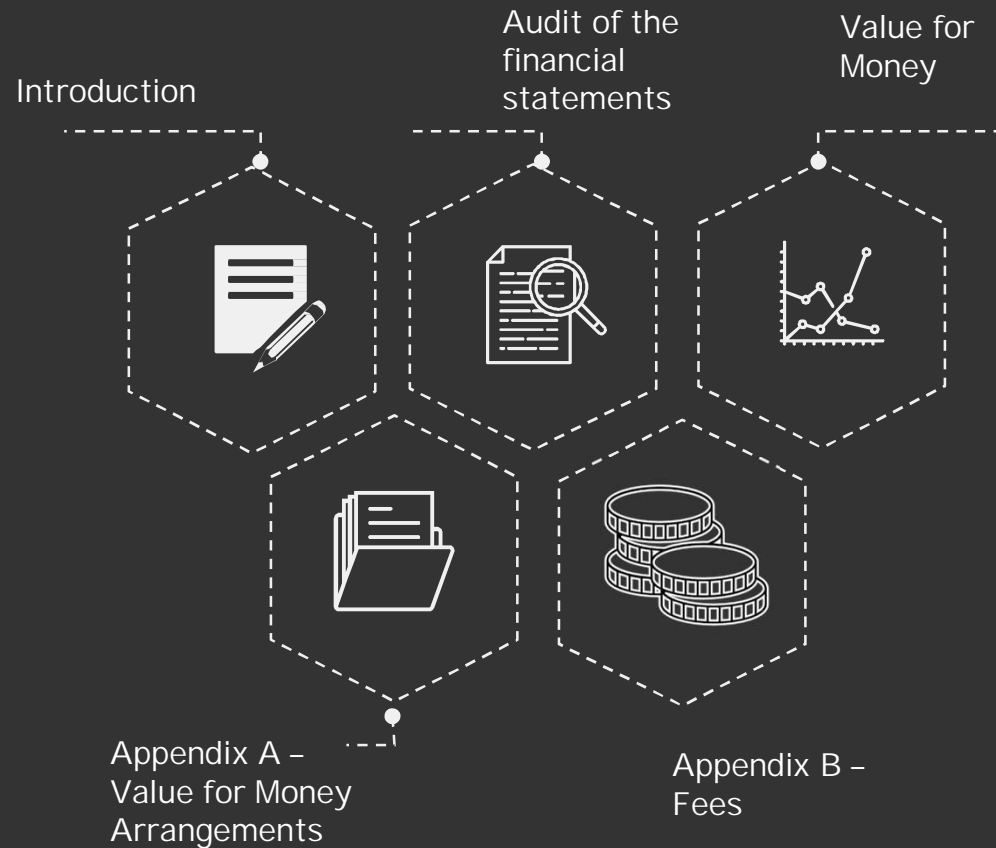 Introduction
Audit of the
financial
statements
Value for
Money
Appendix A –
Value for Money
Arrangements
Appendix B –
Fees